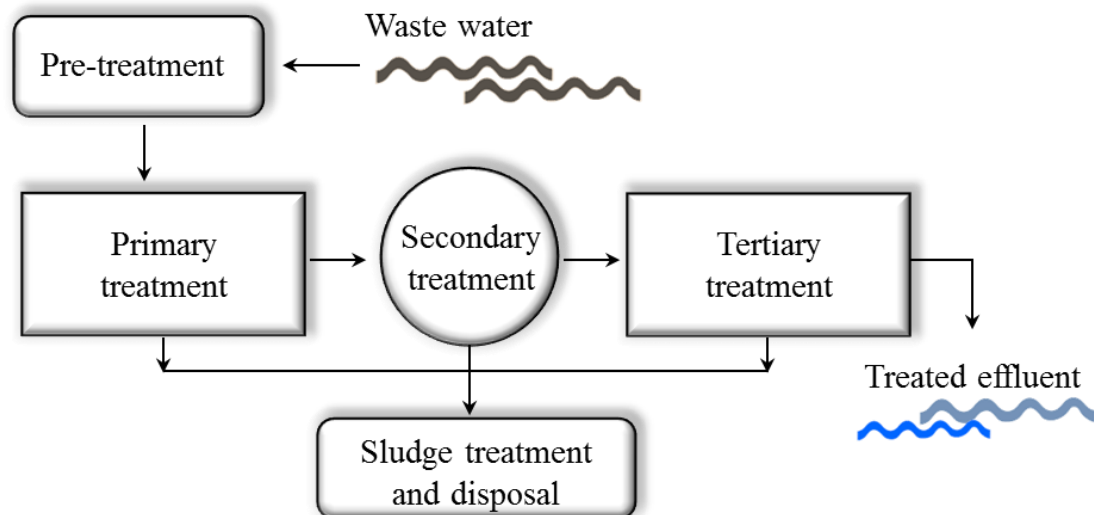 Waste water
Pre-treatment
Primary
treatment
Secondary
treatment
Tertiary
treatment
Treated effluent
Sludge treatment
and disposal